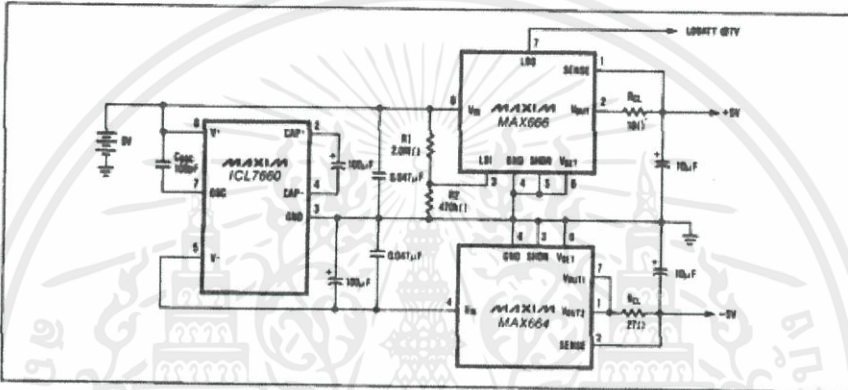 LOBATT @7V
7
LBO
SENSE 1
MAXIM
MAX666
8 VIN
VOUT 2
RCL
+5V
9V
8 V+
CAP+ 2
MAXIM
ICL7660
COSC
100pF
7 OSC
100µF
CAP- 4
GND 3
5 V-
R1
0.047µF
LBI 3
GND 4
SHDN 5
VSET 6
R2
470kΩ
10µF
100µF
0.047µF
4 GND
3 SHDN
6 VSET
4 VIN
MAXIM
MAX664
VOUT1 7
VOUT2 1
RCL
27Ω
-5V
SENSE 2
10µF